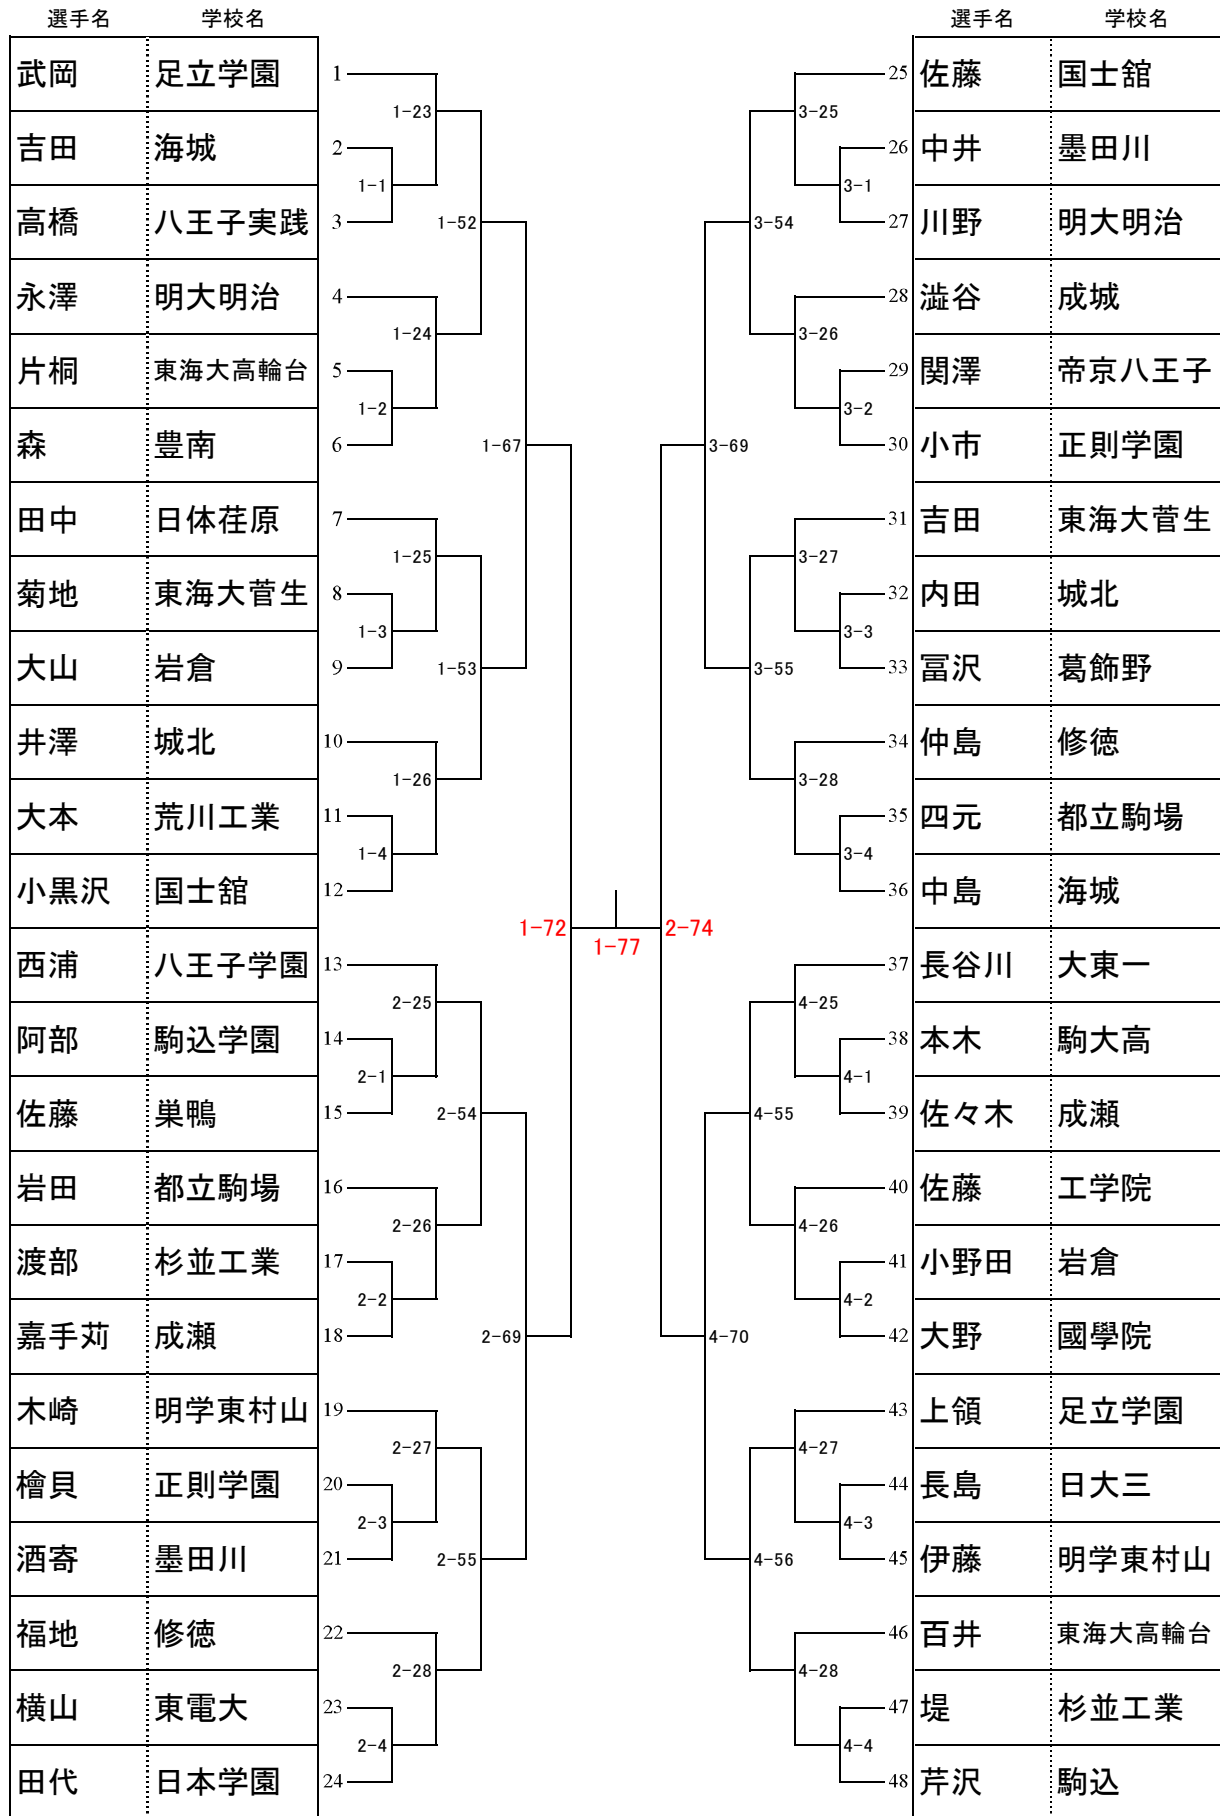 選手名 学校名 選手名 学校名
武岡 足立学園 1 25 佐藤 国士舘
1-23 3-25
吉田 海城 2 26 中井 墨田川
1-1 3-1
高橋 八王子実践 3 1-52 3-54 27 川野 明大明治
永澤 明大明治 4 28 澁谷 成城
1-24 3-26
片桐 東海大高輪台 5 29 関澤 帝京八王子
1-2 3-2
森 豊南 6 1-67 3-69 30 小市 正則学園
田中 日体荏原 7 31 吉田 東海大菅生
1-25 3-27
菊地 東海大菅生 8 32 内田 城北
1-3 3-3
大山 岩倉 9 1-53 3-55 33 冨沢 葛飾野
井澤 城北 10 34 仲島 修徳
1-26 3-28
大本 荒川工業 11 35 四元 都立駒場
1-4 3-4
小黒沢 国士舘 12 36 中島 海城
1-72 1-77 2-74
西浦 八王子学園 13 37 長谷川 大東一
2-25 4-25
阿部 駒込学園 14 38 本木 駒大高
2-1 4-1
佐藤 巣鴨 15 2-54 4-55 39 佐々木 成瀬
岩田 都立駒場 16 40 佐藤 工学院
2-26 4-26
渡部 杉並工業 17 41 小野田 岩倉
2-2 4-2
嘉手苅 成瀬 18 2-69 4-70 42 大野 國學院
木崎 明学東村山 19 43 上領 足立学園
2-27 4-27
檜貝 正則学園 20 44 長島 日大三
2-3 4-3
酒寄 墨田川 21 2-55 4-56 45 伊藤 明学東村山
福地 修徳 22 46 百井 東海大高輪台
2-28 4-28
横山 東電大 23 47 堤 杉並工業
2-4 4-4
田代 日本学園 24 48 芹沢 駒込